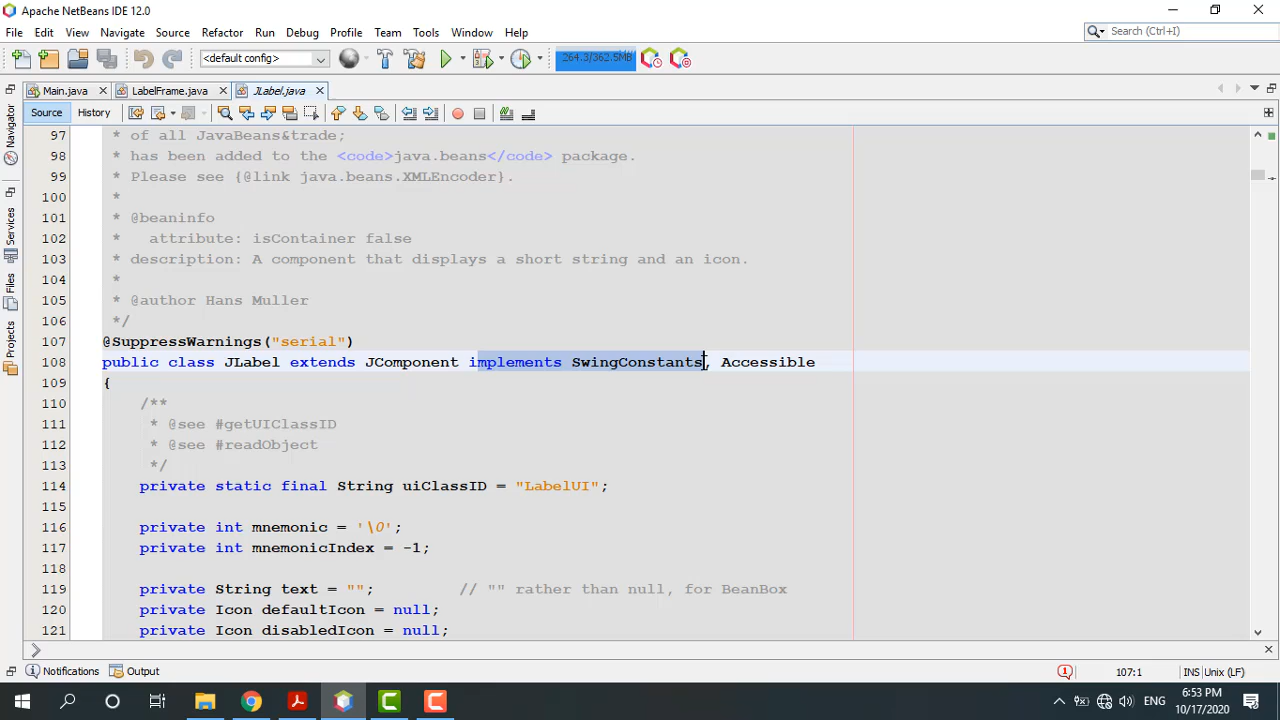 Apache NetBeans IDE 12.0
File Edit View Navigate Source Refactor Run Debug Profile Team Tools Window Help
Search (Ctrl+I)
<default config>
264.3/362.5MB
Main.java LabelFrame.java JLabel.java
Source History
Navigator
Services
Files
Projects
97 * of all JavaBeans&trade;
98 * has been added to the <code>java.beans</code> package.
99 * Please see {@link java.beans.XMLEncoder}.
100 *
101 * @beaninfo
102 * attribute: isContainer false
103 * description: A component that displays a short string and an icon.
104 *
105 * @author Hans Muller
106 */
107 @SuppressWarnings("serial")
108 public class JLabel extends JComponent implements SwingConstants, Accessible
109 {
110 /**
111 * @see #getUIClassID
112 * @see #readObject
113 */
114 private static final String uiClassID = "LabelUI";
115
116 private int mnemonic = '\0';
117 private int mnemonicIndex = -1;
118
119 private String text = ""; // "" rather than null, for BeanBox
120 private Icon defaultIcon = null;
121 private Icon disabledIcon = null;
Notifications Output
107:1 INS Unix (LF)
ENG
6:53 PM
10/17/2020